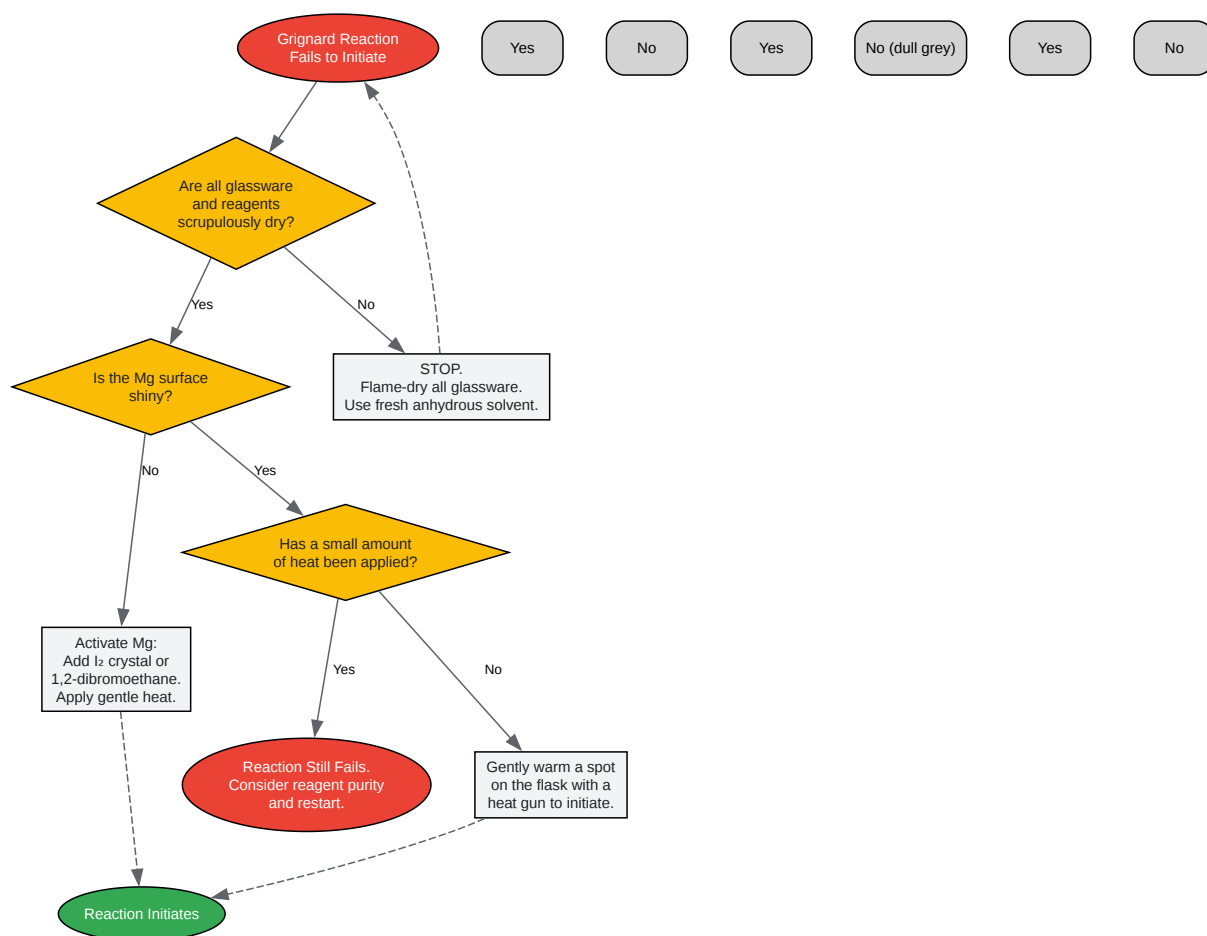 Grignard Reaction
Fails to Initiate
Yes
No
Yes
No (dull grey)
Yes
No
Are all glassware
and reagents
scrupulously dry?
Yes
No
Is the Mg surface
shiny?
STOP.
Flame-dry all glassware.
Use fresh anhydrous solvent.
No
Yes
Has a small amount
of heat been applied?
Activate Mg:
Add I₂ crystal or
1,2-dibromoethane.
Apply gentle heat.
Yes
No
Reaction Still Fails.
Consider reagent purity
and restart.
Gently warm a spot
on the flask with a
heat gun to initiate.
Reaction Initiates